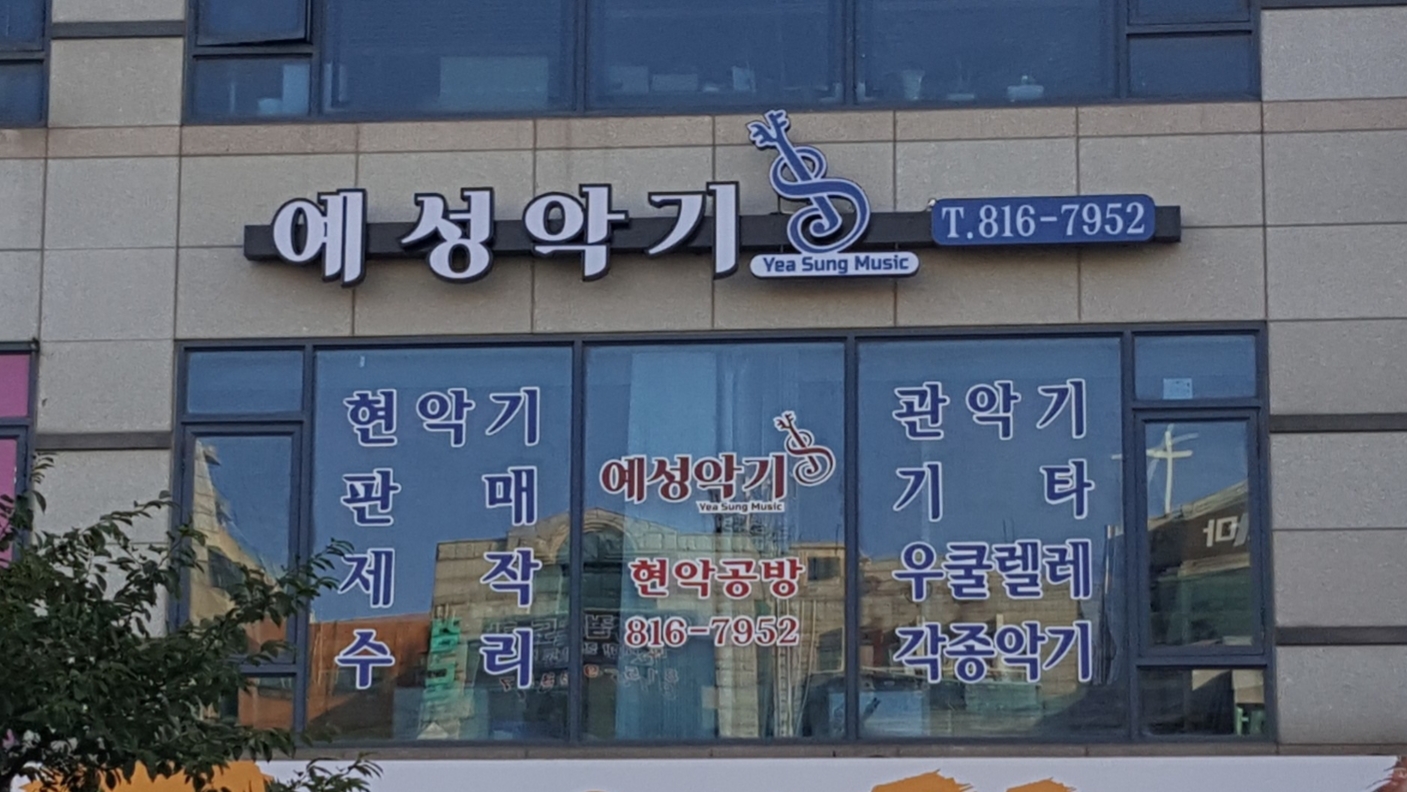 예성악기
Yea Sung Music
T.816-7952
현악기
판매
제작
수리
예성악기
Yea Sung Music
현악공방
816-7952
관악기
기타
우쿨렐레
각종악기